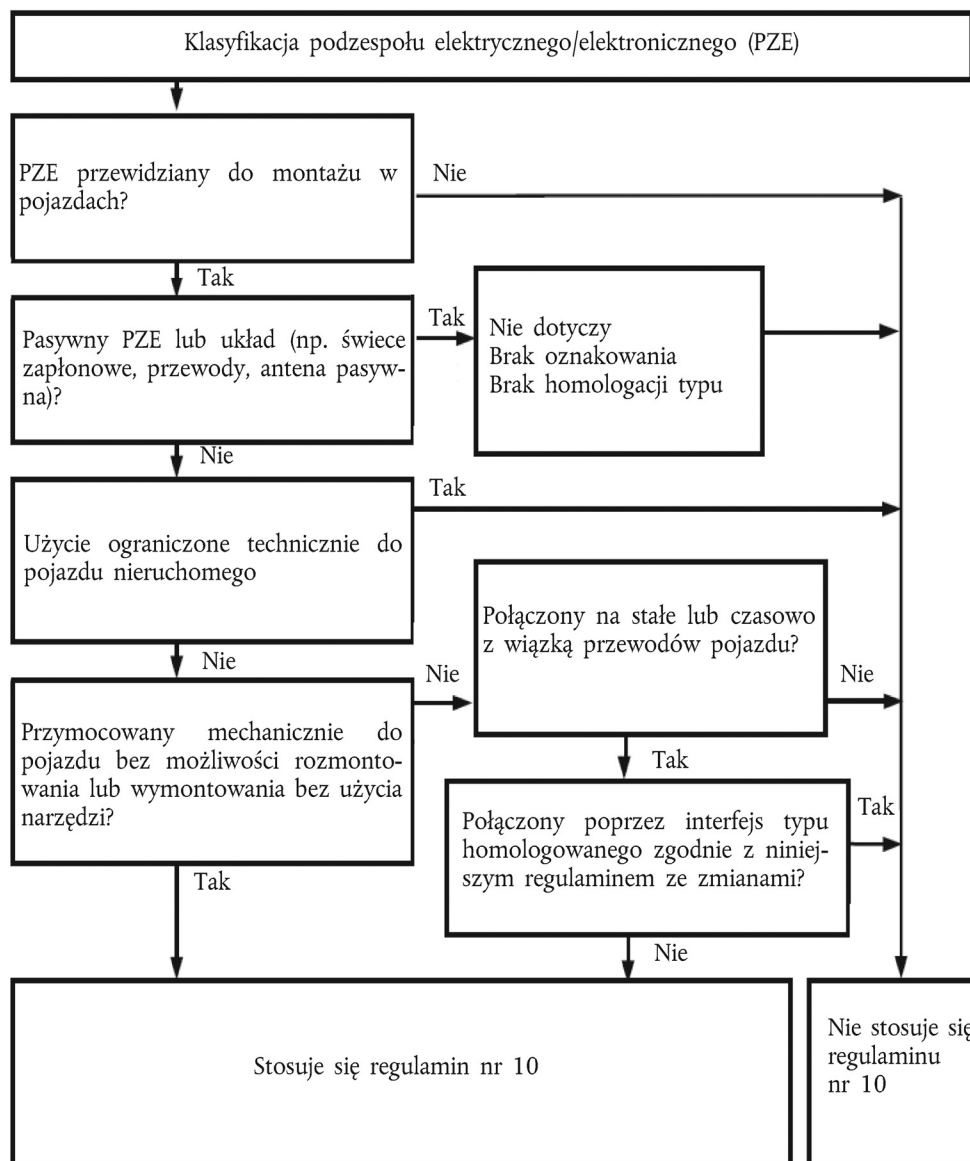 Klasyfikacja podzespołu elektrycznego/elektronicznego (PZE)
PZE przewidziany do montażu w
pojazdach?
Nie
Tak
Pasywny PZE lub układ (np. świece
zapłonowe, przewody, antena pasyw-
na)?
Tak
Nie dotyczy
Brak oznakowania
Brak homologacji typu
Nie
Użycie ograniczone technicznie do
pojazdu nieruchomego
Tak
Nie
Przymocowany mechanicznie do
pojazdu bez możliwości rozmonto-
wania lub wymontowania bez użycia
narzędzi?
Nie
Połączony na stałe lub czasowo
z wiązką przewodów pojazdu?
Nie
Tak
Połączony poprzez interfejs typu
homologowanego zgodnie z niniej-
szym regulaminem ze zmianami?
Tak
Tak
Nie
Stosuje się regulamin nr 10
Nie stosuje się
regulaminu
nr 10